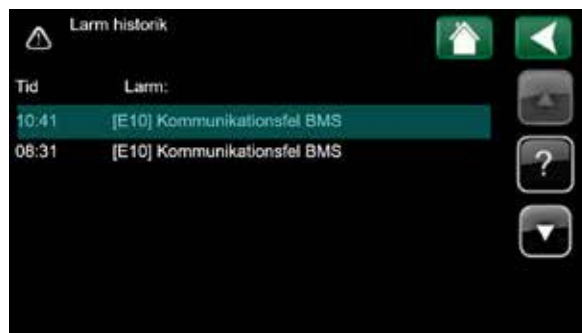 Larm historik
Tid Larm:
10:41 [E10] Kommunikationsfel BMS
08:31 [E10] Kommunikationsfel BMS
?